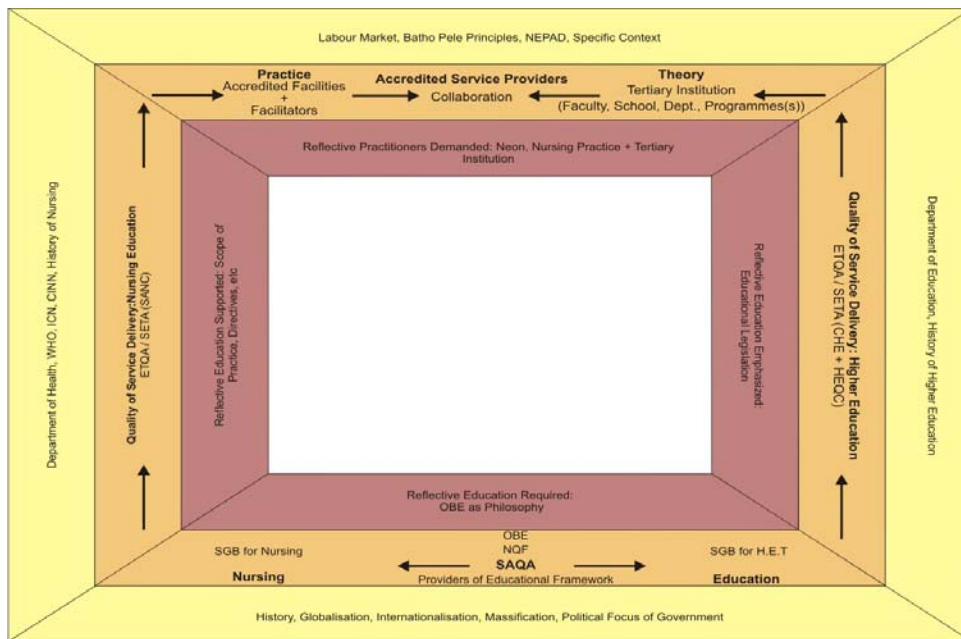 Labour Market, Batho Pele Principles, NEPAD, Specific Context
Practice
Accredited Facilities
+
Facilitators
Accredited Service Providers
Collaboration
Theory
Tertiary Institution
(Faculty, School, Dept., Programmes(s))
Reflective Practitioners Demanded: Neon, Nursing Practice + Tertiary
Institution
Department of Health, WHO, ICN, CINN, History of Nursing
Quality of Service Delivery:Nursing Education
ETQA / SETA (SANC)
Reflective Education Supported: Scope of
Practice, Directives, etc
Reflective Education Emphasized:
Educational Legislation
Quality of Service Delivery: Higher Education
ETQA / SETA (CHE + HEQC)
Department of Education, History of Higher Education
Reflective Education Required:
OBE as Philosophy
OBE
NQF
SAQA
Providers of Educational Framework
SGB for Nursing
Nursing
SGB for H.E.T
Education
History, Globalisation, Internationalisation, Massification, Political Focus of Government